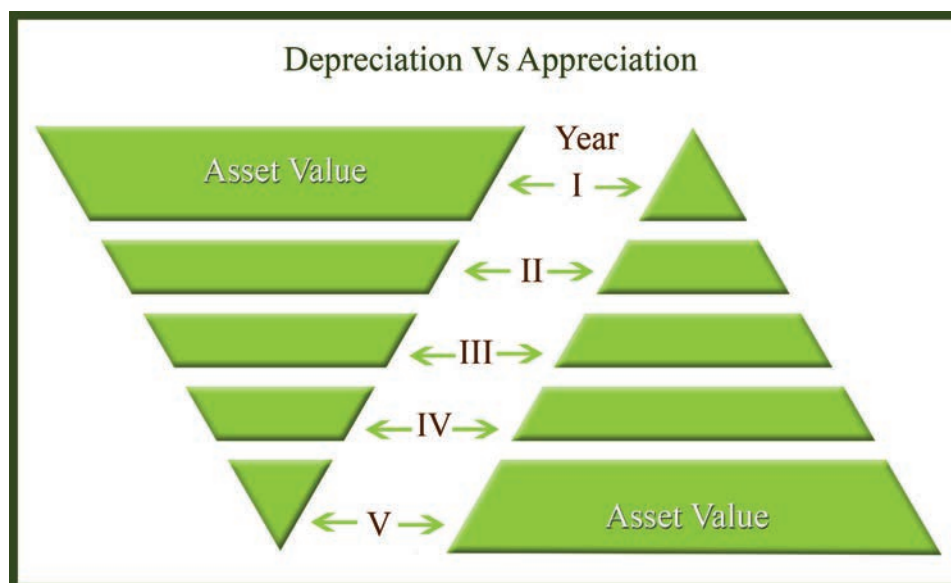 Depreciation Vs Appreciation
Year
Asset Value
I
II
III
IV
V
Asset Value